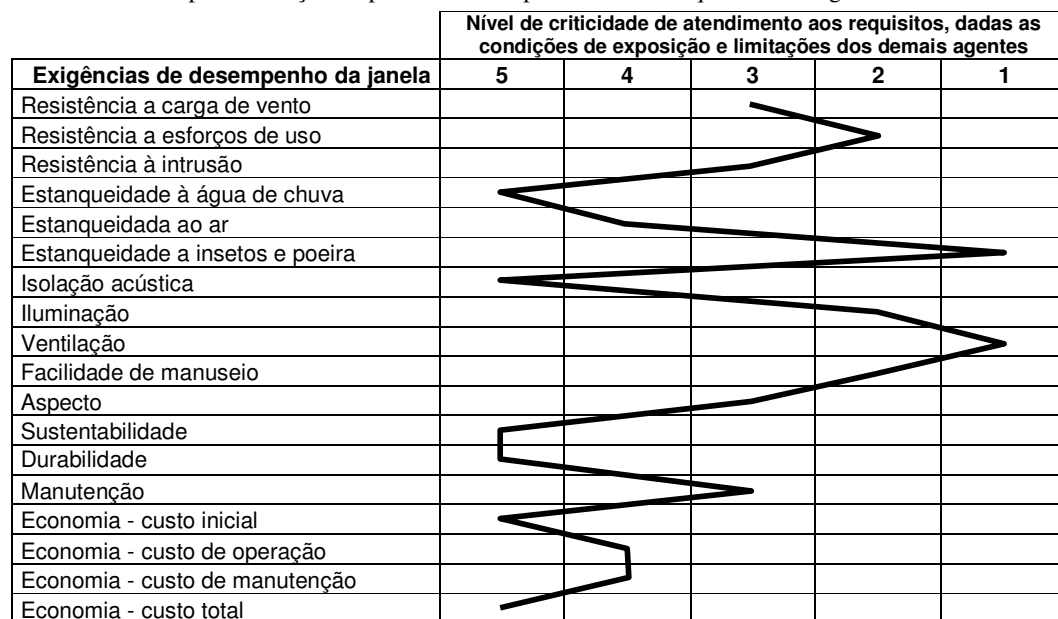 Nível de criticidade de atendimento aos requisitos, dadas as
condições de exposição e limitações dos demais agentes
Exigências de desempenho da janela 5 4 3 2 1
Resistência a carga de vento
Resistência a esforços de uso
Resistência à intrusão
Estanqueidade à água de chuva
Estanqueidada ao ar
Estanqueidade a insetos e poeira
Isolação acústica
Iluminação
Ventilação
Facilidade de manuseio
Aspecto
Sustentabilidade
Durabilidade
Manutenção
Economia - custo inicial
Economia - custo de operação
Economia - custo de manutenção
Economia - custo total